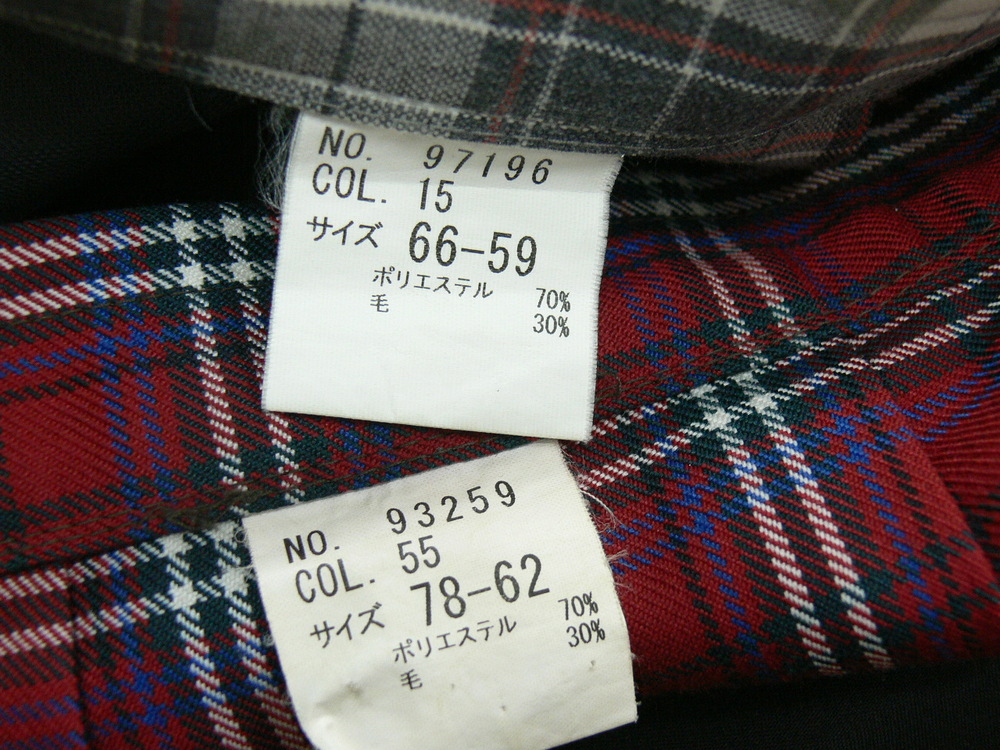 NO. 97196
COL. 15
サイズ 66-59
ポリエステル 70%
毛 30%
NO. 93259
COL. 55
サイズ 78-62
ポリエステル 70%
毛 30%